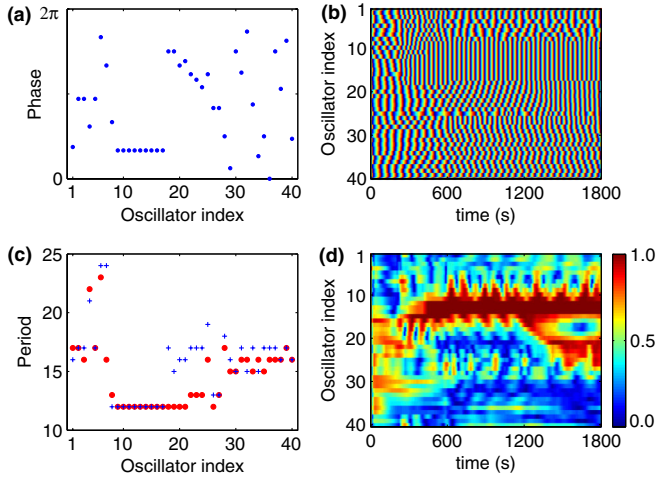 (a)
2π
Phase
0
1 10 20 30 40
Oscillator index
(b)
Oscillator index
1
10
20
30
40
0 600 1200 1800
time (s)
(c)
Period
25
20
15
10
1 10 20 30 40
Oscillator index
(d)
Oscillator index
1
10
20
30
40
0 600 1200 1800
time (s)
1.0
0.5
0.0